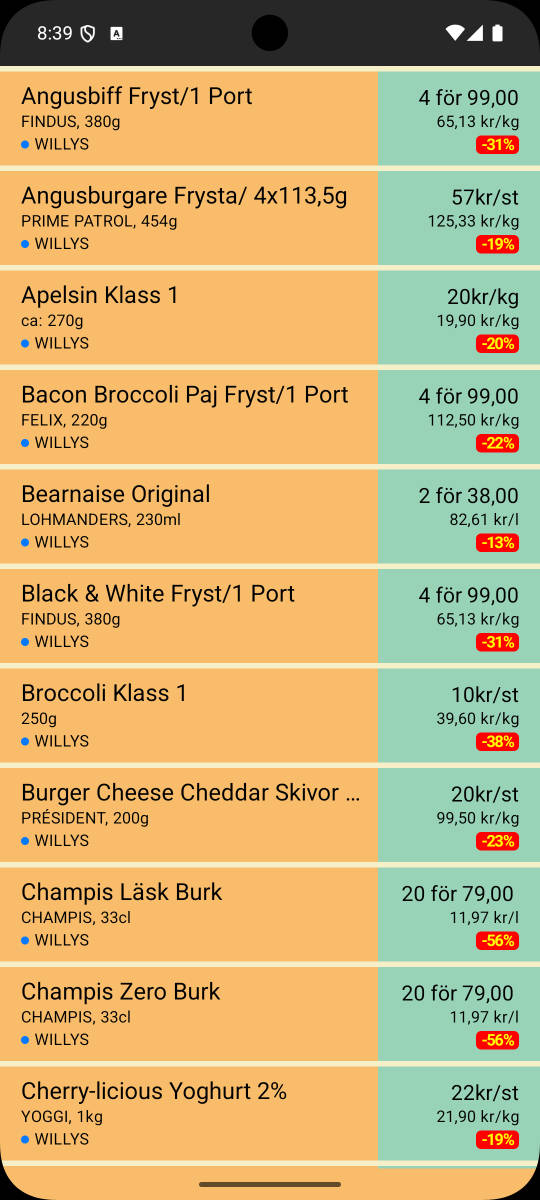 8:39
A
Angusbiff Fryst/1 Port
4 för 99,00
FINDUS, 380g
65,13 kr/kg
WILLYS
-31%
Angusburgare Frysta/ 4x113,5g
57kr/st
PRIME PATROL, 454g
125,33 kr/kg
WILLYS
-19%
Apelsin Klass 1
20kr/kg
ca: 270g
19,90 kr/kg
WILLYS
-20%
Bacon Broccoli Paj Fryst/1 Port
4 för 99,00
FELIX, 220g
112,50 kr/kg
WILLYS
-22%
Bearnaise Original
2 för 38,00
LOHMANDERS, 230ml
82,61 kr/l
WILLYS
-13%
Black & White Fryst/1 Port
4 för 99,00
FINDUS, 380g
65,13 kr/kg
WILLYS
-31%
Broccoli Klass 1
10kr/st
250g
39,60 kr/kg
WILLYS
-38%
Burger Cheese Cheddar Skivor ...
20kr/st
PRÉSIDENT, 200g
99,50 kr/kg
WILLYS
-23%
Champis Läsk Burk
20 för 79,00
CHAMPIS, 33cl
11,97 kr/l
WILLYS
-56%
Champis Zero Burk
20 för 79,00
CHAMPIS, 33cl
11,97 kr/l
WILLYS
-56%
Cherry-licious Yoghurt 2%
22kr/st
YOGGI, 1kg
21,90 kr/kg
WILLYS
-19%